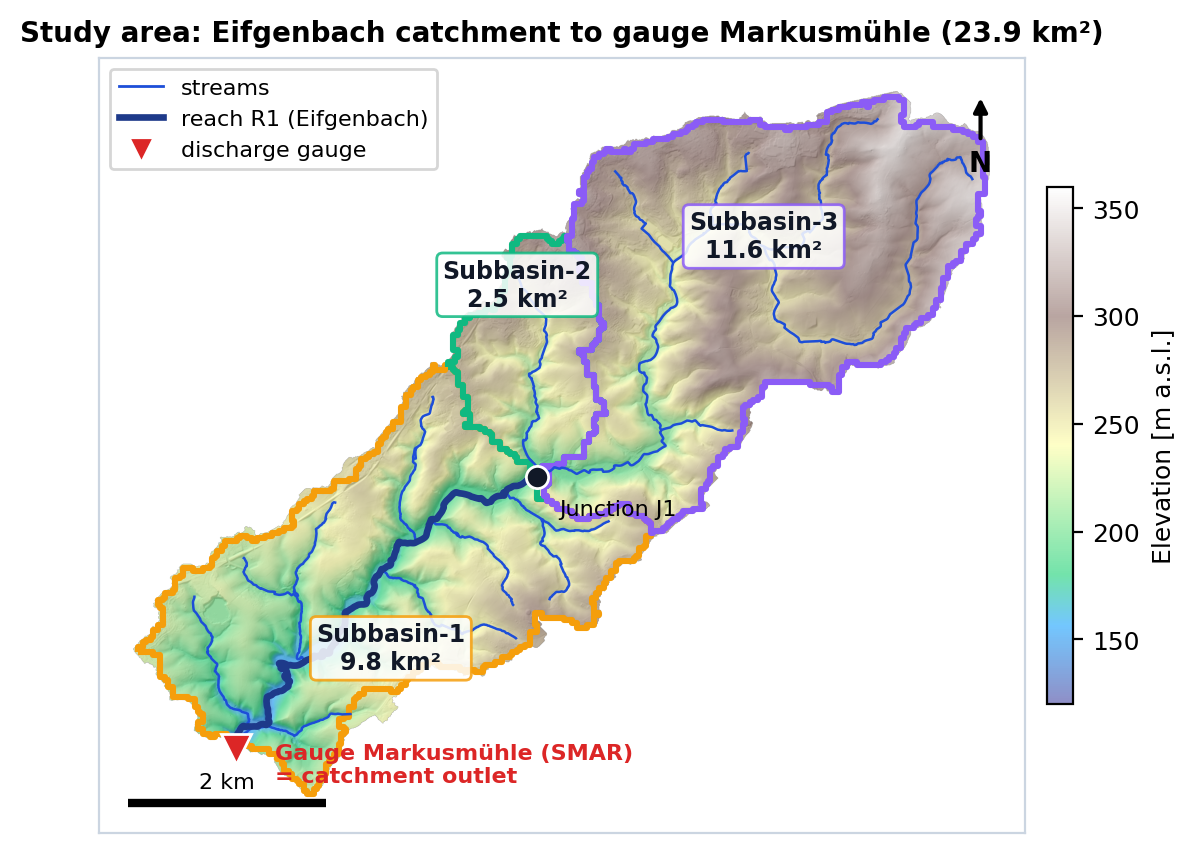 Study area: Eifgenbach catchment to gauge Markusmühle (23.9 km²)
streams
reach R1 (Eifgenbach)
discharge gauge
N
Subbasin-3
11.6 km²
Subbasin-2
2.5 km²
Junction J1
Subbasin-1
9.8 km²
Gauge Markusmühle (SMAR)
= catchment outlet
2 km
350
300
250
200
150
Elevation [m a.s.l.]